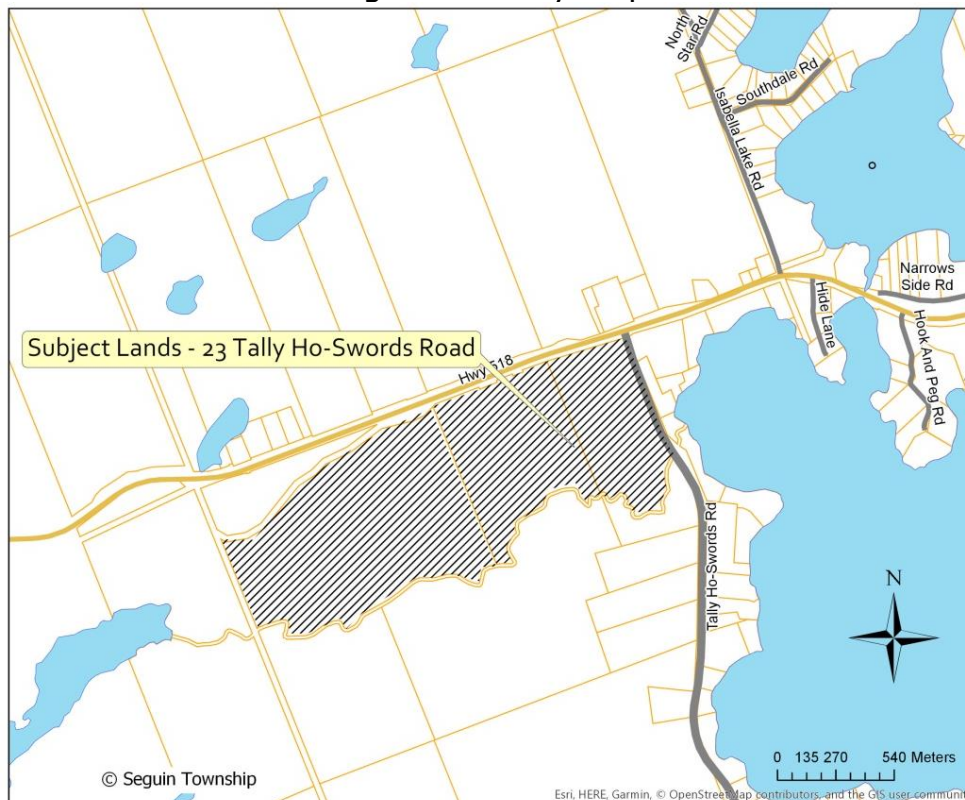 North
Star Rd
Southdale Rd
Isabella Lake Rd
Narrows
Side Rd
Hide Lane
Hook And Peg Rd
Subject Lands - 23 Tally Ho-Swords Road
Hwy 518
Tally Ho-Swords Rd
N
0 135 270 540 Meters
© Seguin Township
Esri, HERE, Garmin, © OpenStreetMap contributors, and the GIS user